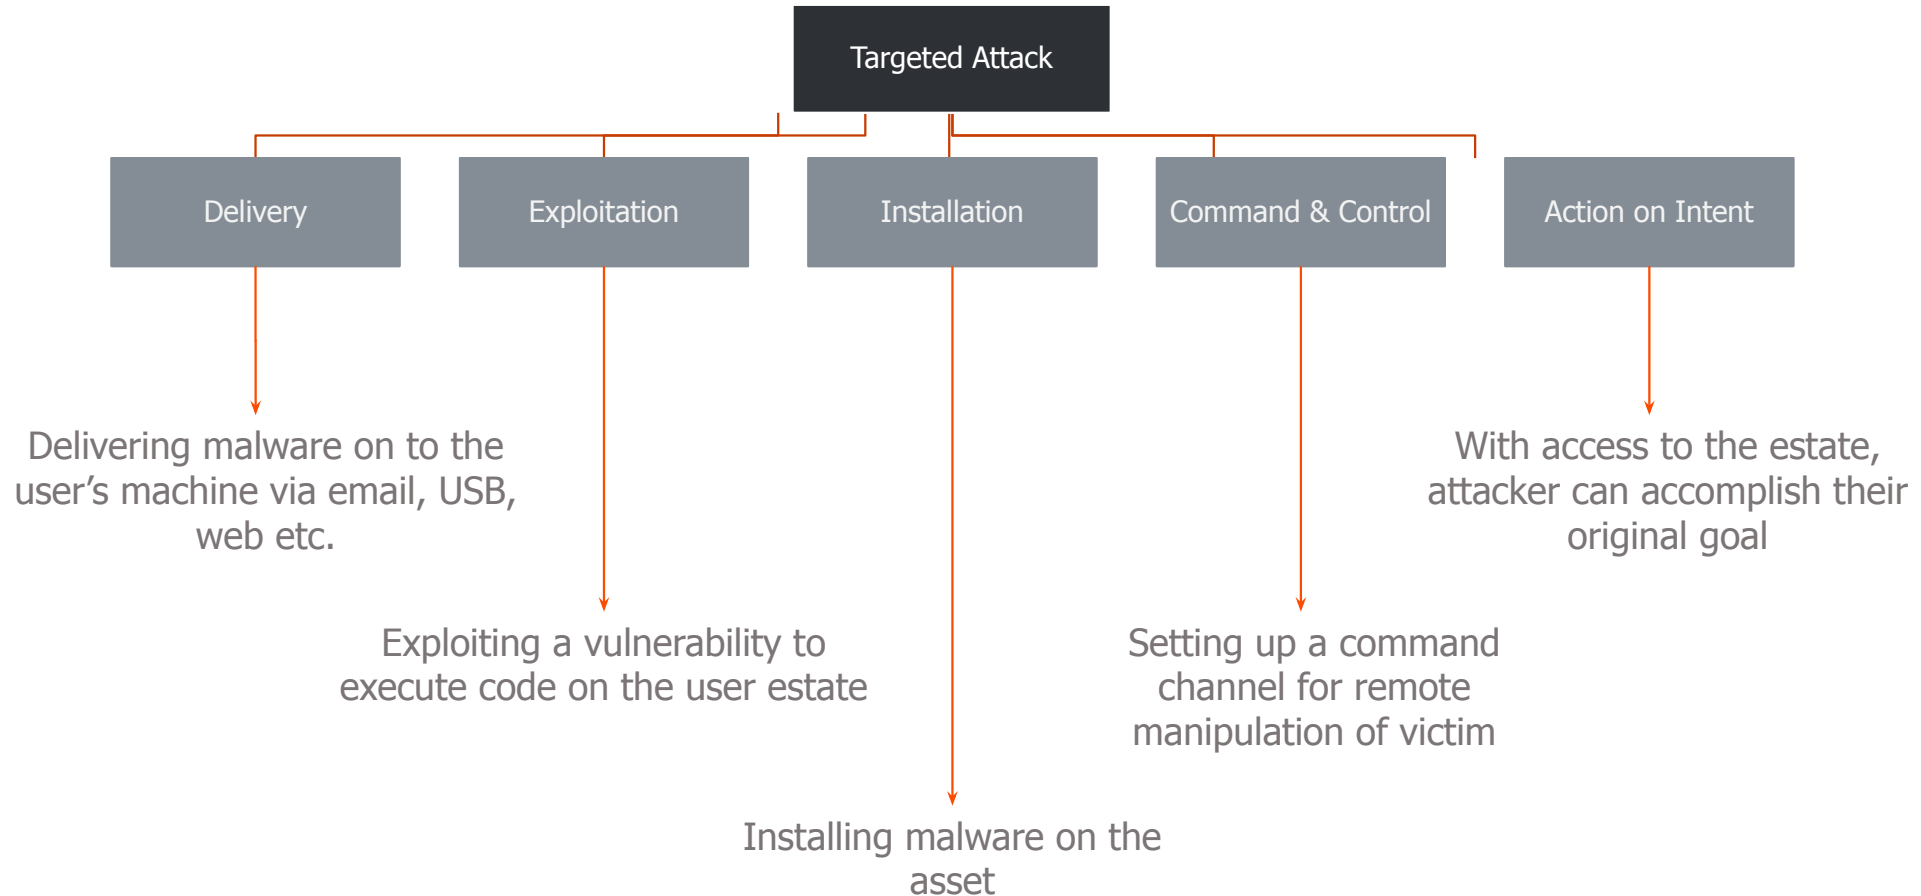 Targeted Attack
Delivery
Exploitation
Installation
Command & Control
Action on Intent
Delivering malware on to the
user’s machine via email, USB,
web etc.
Exploiting a vulnerability to
execute code on the user estate
Installing malware on the
asset
Setting up a command
channel for remote
manipulation of victim
With access to the estate,
attacker can accomplish their
original goal